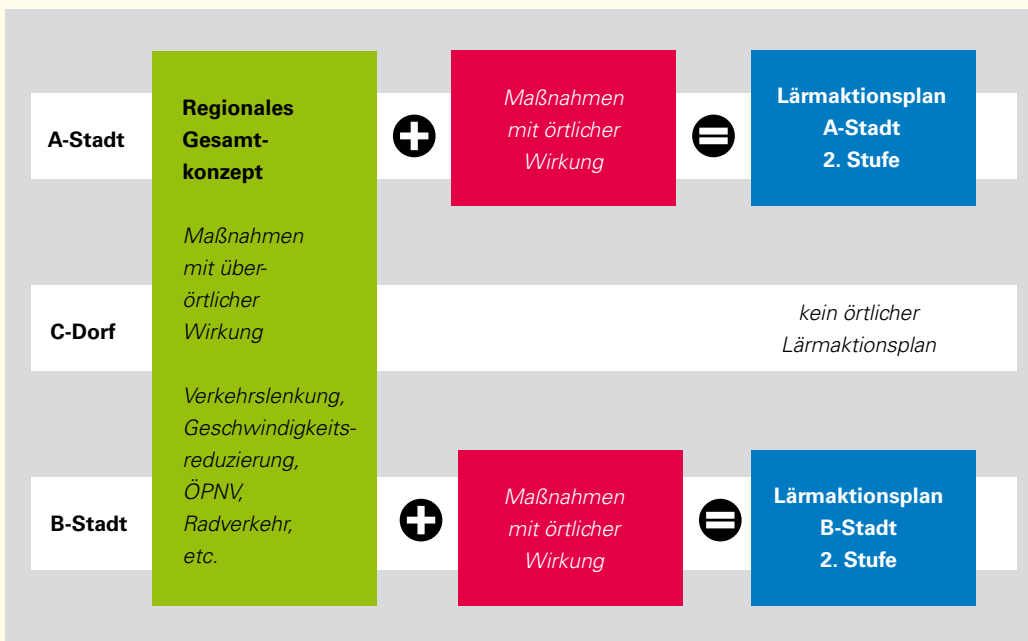 A-Stadt
Regionales
Gesamt-
konzept
Maßnahmen
mit über-
örtlicher
Wirkung
Verkehrslenkung,
Geschwindigkeits-
reduzierung,
ÖPNV,
Radverkehr,
etc.
+
Maßnahmen
mit örtlicher
Wirkung
=
Lärmaktionsplan
A-Stadt
2. Stufe
C-Dorf
kein örtlicher
Lärmaktionsplan
B-Stadt
+
Maßnahmen
mit örtlicher
Wirkung
=
Lärmaktionsplan
B-Stadt
2. Stufe